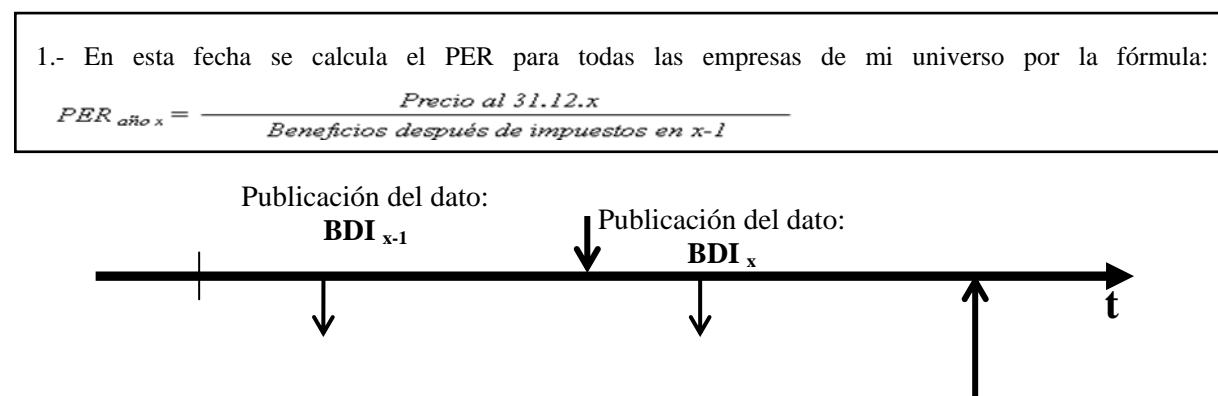 1.- En esta fecha se calcula el PER para todas las empresas de mi universo por la fórmula:
PER año x = Precio al 31.12.x
Beneficios después de impuestos en x-1
Publicación del dato:
BDI x-1
Publicación del dato:
BDI x
t